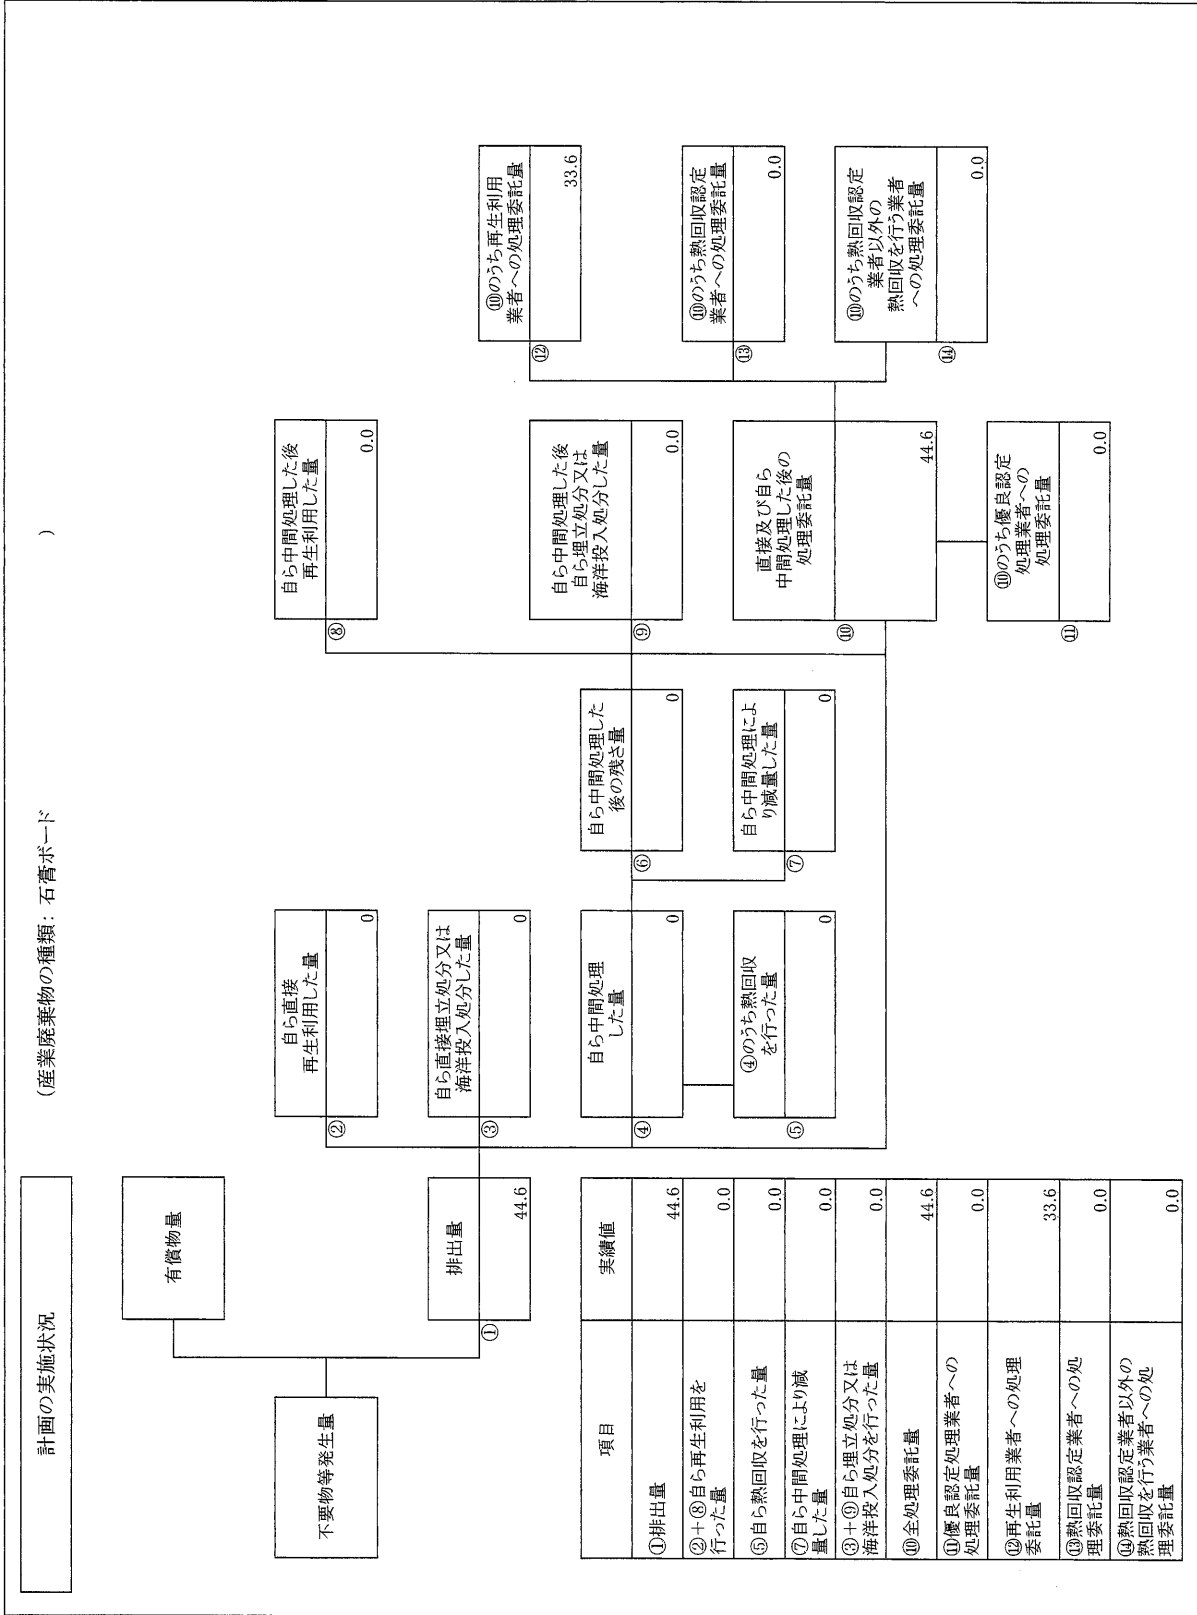 計画の実施状況
(産業廃棄物の種類：石膏ボード
)
不要物等発生量
有償物量
①
排出量
44.6
②
自ら直接
再生利用した量
0
③
自ら直接埋立処分又は
海洋投入処分した量
0
④
自ら中間処理
した量
0
⑤
④のうち熱回収
を行った量
0
⑥
自ら中間処理した
後の残さ量
0
⑦
自ら中間処理によ
り減量した量
0
⑧
自ら中間処理した後
再生利用した量
0.0
⑨
自ら中間処理した後
自ら埋立処分又は
海洋投入処分した量
0.0
⑩
直接及び自ら
中間処理した後の
処理委託量
44.6
⑪
⑩のうち優良認定
処理業者への
処理委託量
0.0
⑫
⑩のうち再生利用
業者への処理委託量
33.6
⑬
⑩のうち熱回収認定
業者への処理委託量
0.0
⑭
⑩のうち熱回収認定
業者以外の
熱回収を行う業者
への処理委託量
0.0
項目 実績値
①排出量 44.6
②＋⑧自ら再生利用を
行った量 0.0
⑤自ら熱回収を行った量 0.0
⑦自ら中間処理により減
量した量 0.0
③＋⑨自ら埋立処分又は
海洋投入処分を行った量 0.0
⑩全処理委託量 44.6
⑪優良認定処理業者への
処理委託量 0.0
⑫再生利用業者への処理
委託量 33.6
⑬熱回収認定業者への処
理委託量 0.0
⑭熱回収認定業者以外の
熱回収を行う業者への処
理委託量 0.0